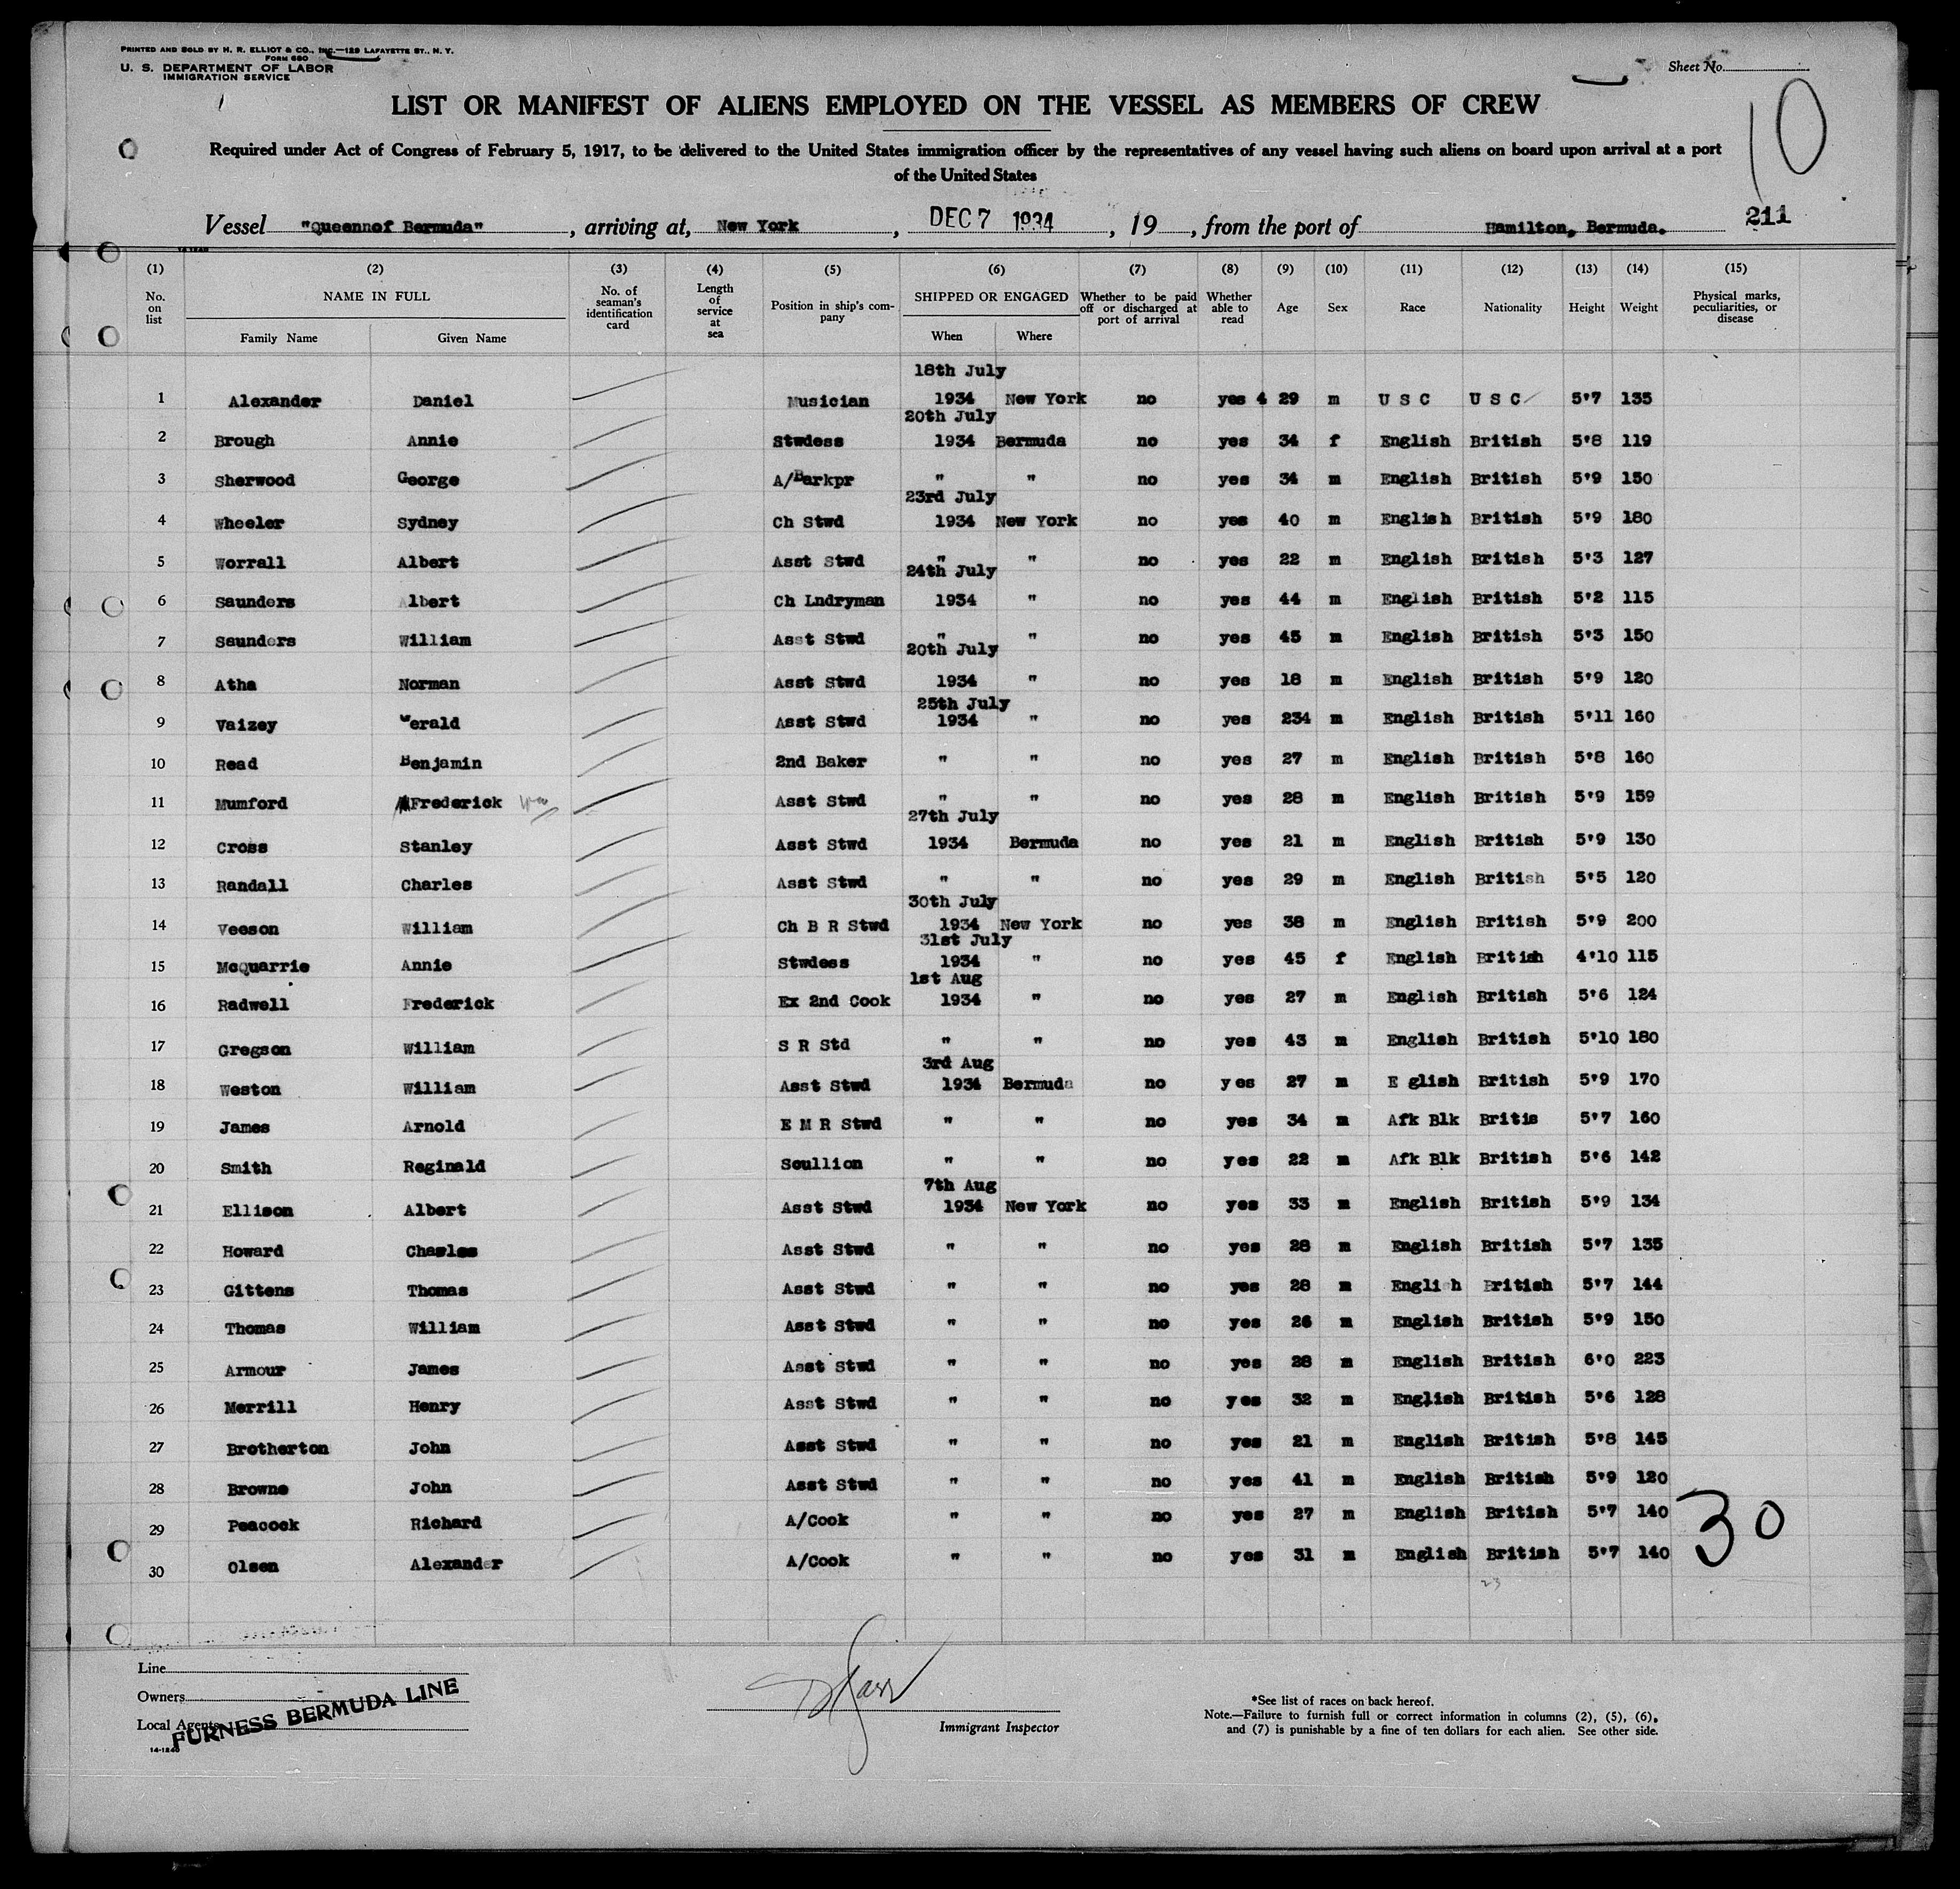 PRINTED AND SOLD BY H. R. ELLIOT & CO., INC.—129 LAFAYETTE ST., N. Y.
FORM 680
U. S. DEPARTMENT OF LABOR
IMMIGRATION SERVICE
Sheet No.
10
LIST OR MANIFEST OF ALIENS EMPLOYED ON THE VESSEL AS MEMBERS OF CREW
Required under Act of Congress of February 5, 1917, to be delivered to the United States immigration officer by the representatives of any vessel having such aliens on board upon arrival at a port
of the United States
Vessel "Queennof Bermuda", arriving at, New York, DEC 7 1934, 19, from the port of Hamilton, Bermuda. 211
(1) (2) (3) (4) (5) (6) (7) (8) (9) (10) (11) (12) (13) (14) (15)
No. on list NAME IN FULL Family Name Given Name No. of seaman's identification card Length of service at sea Position in ship's company SHIPPED OR ENGAGED When Where Whether to be paid off or discharged at port of arrival Whether able to read Age Sex Race Nationality Height Weight Physical marks, peculiarities, or disease
18th July
1 Alexander Daniel Musician 1934 New York no yes 4 29 m U S C U S C 5'7 135
20th July
2 Brough Annie Stwdess 1934 Bermuda no yes 34 f English British 5'8 119
3 Sherwood George A/Barkpr " " no yes 34 m English British 5'9 150
23rd July
4 Wheeler Sydney Ch Stwd 1934 New York no yes 40 m English British 5'9 180
5 Worrall Albert Asst Stwd " " no yes 22 m English British 5'3 127
24th July
6 Saunders Albert Ch Lndryman 1934 " no yes 44 m English British 5'2 115
7 Saunders William Asst Stwd " " no yes 45 m English British 5'3 150
20th July
8 Atha Norman Asst Stwd 1934 " no yes 18 m English British 5'9 120
25th July
9 Vaizey Gerald Asst Stwd 1934 " no yes 234 m English British 5'11 160
10 Read Benjamin 2nd Baker " " no yes 27 m English British 5'8 160
11 Mumford Frederick Asst Stwd " " no yes 28 m English British 5'9 159
27th July
12 Cross Stanley Asst Stwd 1934 Bermuda no yes 21 m English British 5'9 130
13 Randall Charles Asst Stwd " " no yes 29 m English British 5'5 120
30th July
14 Veeson William Ch B R Stwd 1934 New York no yes 38 m English British 5'9 200
31st July
15 McQuarrie Annie Stwdess 1934 " no yes 45 f English British 4'10 115
1st Aug
16 Radwell Frederick Ex 2nd Cook 1934 " no yes 27 m English British 5'6 124
17 Gregson William S R Std " " no yes 43 m English British 5'10 180
3rd Aug
18 Weston William Asst Stwd 1934 Bermuda no yes 27 m E glish British 5'9 170
19 James Arnold E M R Stwd " " no yes 34 m Afk Blk Britis 5'7 160
20 Smith Reginald Scullion " " no yes 22 m Afk Blk British 5'6 142
7th Aug
21 Ellison Albert Asst Stwd 1934 New York no yes 33 m English British 5'9 134
22 Howard Charles Asst Stwd " " no yes 28 m English British 5'7 135
23 Gittens Thomas Asst Stwd " " no yes 28 m English British 5'7 144
24 Thomas William Asst Stwd " " no yes 26 m English British 5'9 150
25 Armour James Asst Stwd " " no yes 28 m English British 6'0 223
26 Merrill Henry Asst Stwd " " no yes 32 m English British 5'6 128
27 Brotherton John Asst Stwd " " no yes 21 m English British 5'8 145
28 Browne John Asst Stwd " " no yes 41 m English British 5'9 120
29 Peacock Richard A/Cook " " no yes 27 m English British 5'7 140
30 Olsen Alexander A/Cook " " no yes 31 m English British 5'7 140
30
23
Line
Owners
Local Agents
FURNESS BERMUDA LINE
14-1240
Immigrant Inspector
*See list of races on back hereof.
Note.—Failure to furnish full or correct information in columns (2), (5), (6),
and (7) is punishable by a fine of ten dollars for each alien. See other side.